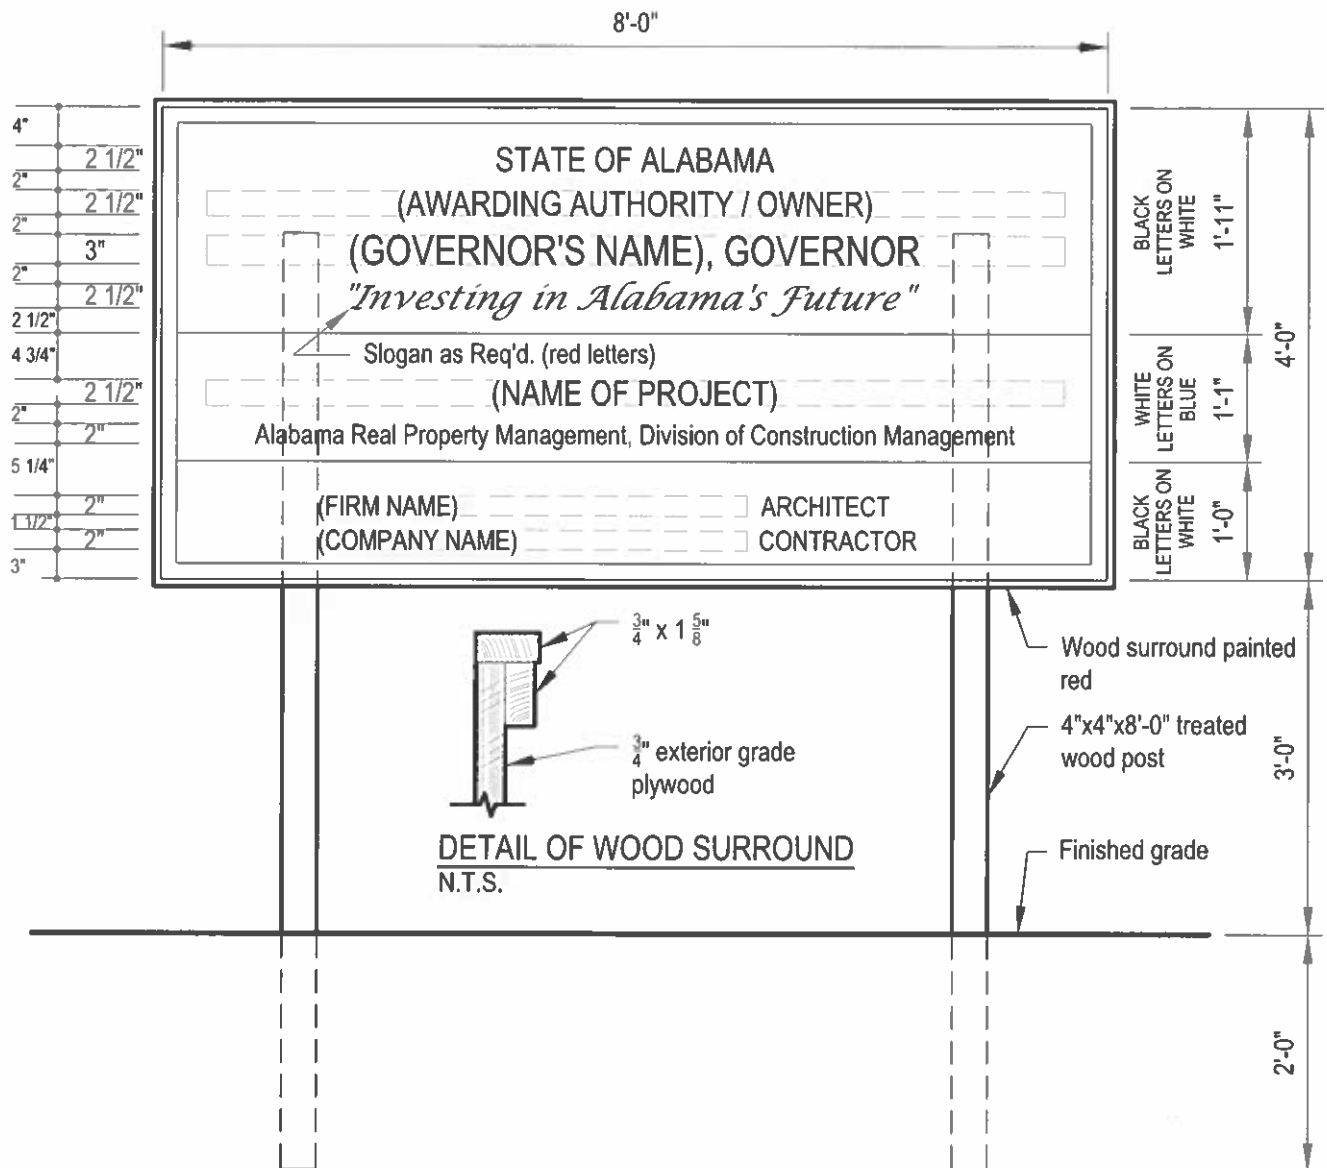 8'-0"
4"
2 1/2"
2"
2 1/2"
2"
3"
2"
2 1/2"
2 1/2"
4 3/4"
2 1/2"
2"
2"
5 1/4"
2"
1 1/2"
2"
3"
STATE OF ALABAMA
(AWARDING AUTHORITY / OWNER)
(GOVERNOR'S NAME), GOVERNOR
"Investing in Alabama's Future"
Slogan as Req'd. (red letters)
(NAME OF PROJECT)
Alabama Real Property Management, Division of Construction Management
(FIRM NAME) ARCHITECT
(COMPANY NAME) CONTRACTOR
BLACK
LETTERS ON
WHITE
1'-11"
WHITE
LETTERS ON
BLUE
1'-1"
BLACK
LETTERS ON
WHITE
1'-0"
4'-0"
3/4" x 1 5/8"
3/4" exterior grade
plywood
DETAIL OF WOOD SURROUND
N.T.S.
Wood surround painted
red
4"x4"x8'-0" treated
wood post
Finished grade
3'-0"
2'-0"